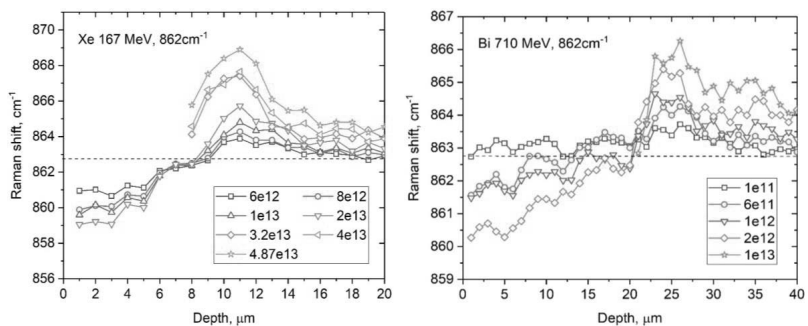 Xe 167 MeV, 862cm⁻¹
Raman shift, cm⁻¹
870
868
866
864
862
860
858
856
6e12 8e12
1e13 2e13
3.2e13 4e13
4.87e13
0 2 4 6 8 10 12 14 16 18 20
Depth, μm
Bi 710 MeV, 862cm⁻¹
Raman shift, cm⁻¹
867
866
865
864
863
862
861
860
859
1e11
6e11
1e12
2e12
1e13
0 5 10 15 20 25 30 35 40
Depth, μm